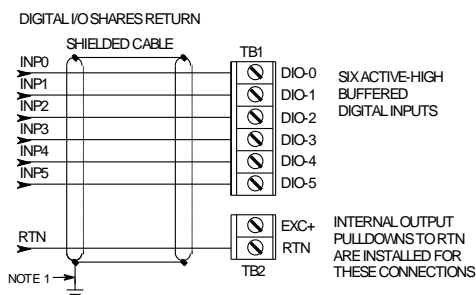 DIGITAL I/O SHARES RETURN
SHIELDED CABLE
TB1
INP0
DIO-0
INP1
DIO-1
INP2
DIO-2
INP3
DIO-3
INP4
DIO-4
INP5
DIO-5
SIX ACTIVE-HIGH
BUFFERED
DIGITAL INPUTS
EXC+
RTN
RTN
TB2
INTERNAL OUTPUT
PULLDOWNS TO RTN
ARE INSTALLED FOR
THESE CONNECTIONS
NOTE 1